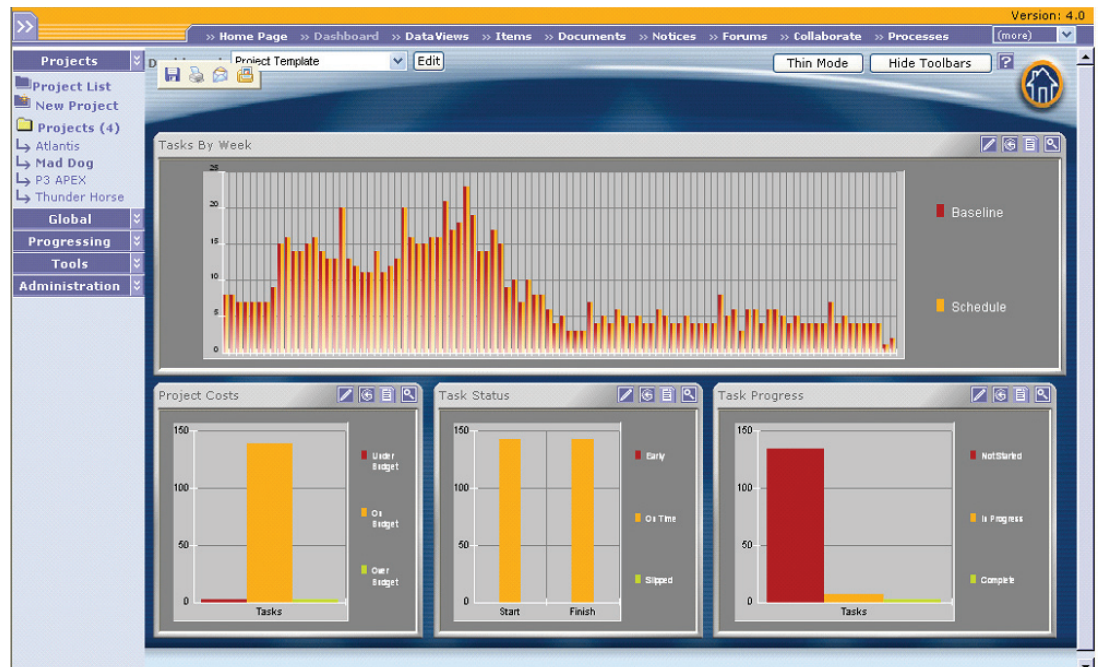 Version: 4.0
>>
>> Home Page >> Dashboard >> DataViews >> Items >> Documents >> Notices >> Forums >> Collaborate >> Processes (more)
Projects
Project Template Edit Thin Mode Hide Toolbars ?
Project List
New Project
Projects (4)
Atlantis
Mad Dog
P3 APEX
Thunder Horse
Global
Progressing
Tools
Administration
Tasks By Week
25
20
15
10
5
0
Baseline
Schedule
Project Costs
150
100
50
0
Tasks
Under
Budget
On
Budget
Over
Budget
Task Status
150
100
50
0
Start Finish
Early
On Time
Slipped
Task Progress
150
100
50
0
Tasks
NotStarted
In Progress
Complete